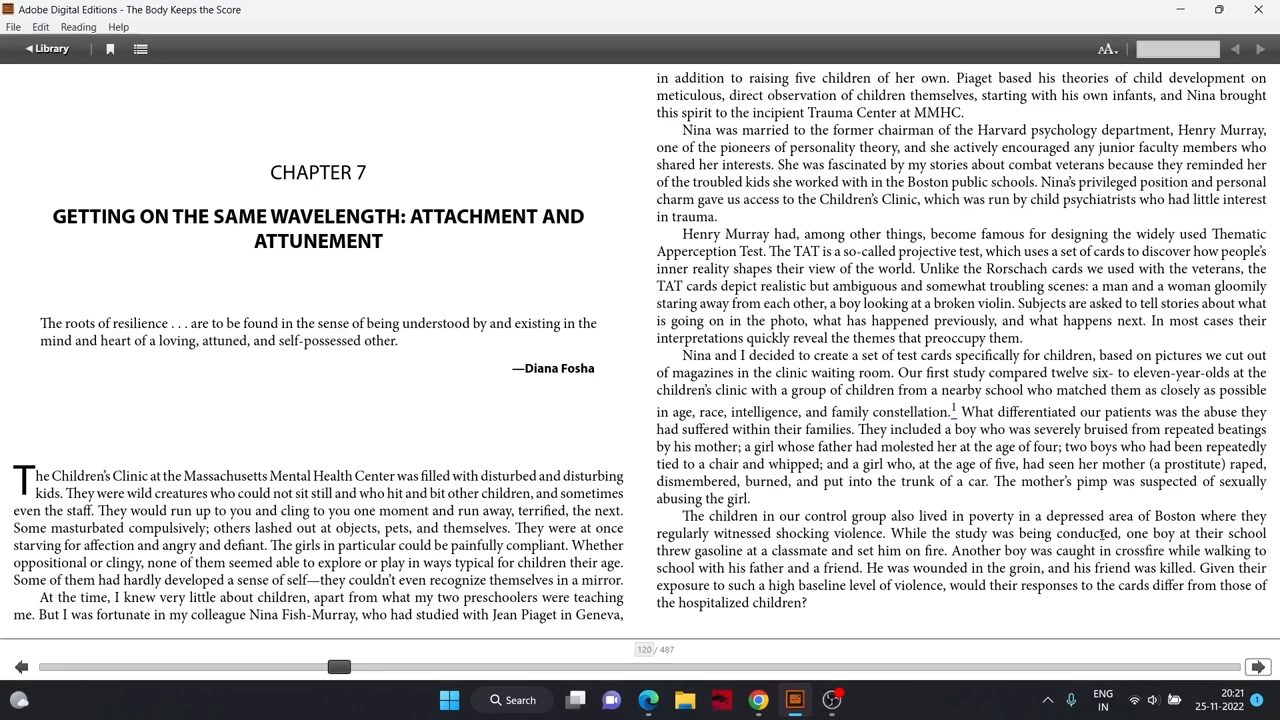 Adobe Digital Editions - The Body Keeps the Score
File Edit Reading Help
Library
AA
CHAPTER 7
GETTING ON THE SAME WAVELENGTH: ATTACHMENT AND
ATTUNEMENT
The roots of resilience . . . are to be found in the sense of being understood by and existing in the
mind and heart of a loving, attuned, and self-possessed other.
—Diana Fosha
The Children's Clinic at the Massachusetts Mental Health Center was filled with disturbed and disturbing
kids. They were wild creatures who could not sit still and who hit and bit other children, and sometimes
even the staff. They would run up to you and cling to you one moment and run away, terrified, the next.
Some masturbated compulsively; others lashed out at objects, pets, and themselves. They were at once
starving for affection and angry and defiant. The girls in particular could be painfully compliant. Whether
oppositional or clingy, none of them seemed able to explore or play in ways typical for children their age.
Some of them had hardly developed a sense of self—they couldn't even recognize themselves in a mirror.
At the time, I knew very little about children, apart from what my two preschoolers were teaching
me. But I was fortunate in my colleague Nina Fish-Murray, who had studied with Jean Piaget in Geneva,
in addition to raising five children of her own. Piaget based his theories of child development on
meticulous, direct observation of children themselves, starting with his own infants, and Nina brought
this spirit to the incipient Trauma Center at MMHC.
Nina was married to the former chairman of the Harvard psychology department, Henry Murray,
one of the pioneers of personality theory, and she actively encouraged any junior faculty members who
shared her interests. She was fascinated by my stories about combat veterans because they reminded her
of the troubled kids she worked with in the Boston public schools. Nina's privileged position and personal
charm gave us access to the Children's Clinic, which was run by child psychiatrists who had little interest
in trauma.
Henry Murray had, among other things, become famous for designing the widely used Thematic
Apperception Test. The TAT is a so-called projective test, which uses a set of cards to discover how people's
inner reality shapes their view of the world. Unlike the Rorschach cards we used with the veterans, the
TAT cards depict realistic but ambiguous and somewhat troubling scenes: a man and a woman gloomily
staring away from each other, a boy looking at a broken violin. Subjects are asked to tell stories about what
is going on in the photo, what has happened previously, and what happens next. In most cases their
interpretations quickly reveal the themes that preoccupy them.
Nina and I decided to create a set of test cards specifically for children, based on pictures we cut out
of magazines in the clinic waiting room. Our first study compared twelve six- to eleven-year-olds at the
children's clinic with a group of children from a nearby school who matched them as closely as possible
in age, race, intelligence, and family constellation.1 What differentiated our patients was the abuse they
had suffered within their families. They included a boy who was severely bruised from repeated beatings
by his mother; a girl whose father had molested her at the age of four; two boys who had been repeatedly
tied to a chair and whipped; and a girl who, at the age of five, had seen her mother (a prostitute) raped,
dismembered, burned, and put into the trunk of a car. The mother's pimp was suspected of sexually
abusing the girl.
The children in our control group also lived in poverty in a depressed area of Boston where they
regularly witnessed shocking violence. While the study was being conducted, one boy at their school
threw gasoline at a classmate and set him on fire. Another boy was caught in crossfire while walking to
school with his father and a friend. He was wounded in the groin, and his friend was killed. Given their
exposure to such a high baseline level of violence, would their responses to the cards differ from those of
the hospitalized children?
120 / 487
Search
ENG
IN
20:21
25-11-2022
1